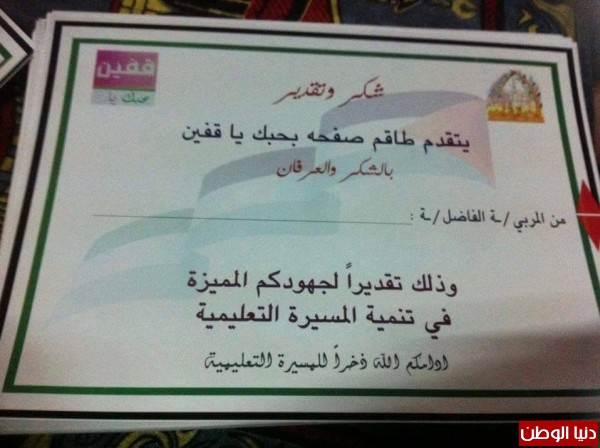 قفين
بحبك يا
شكر وتقدير
يتقدم طاقم صفحه بحبك يا قفين
بالشكر والعرفان
من المربي /ـة الفاضل /ـة :
وذلك تقديراً لجهودكم المميزة
في تنمية المسيرة التعليمية
ادامكم الله ذخراً للمسيرة التعليمية
دنيا الوطن